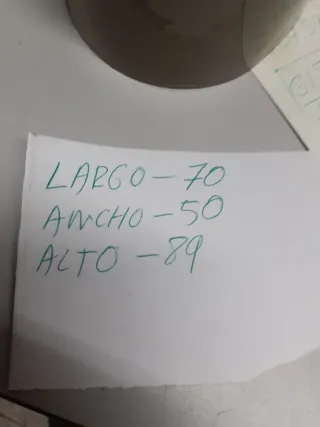 LARGO - 70
ANCHO - 50
ALTO - 89